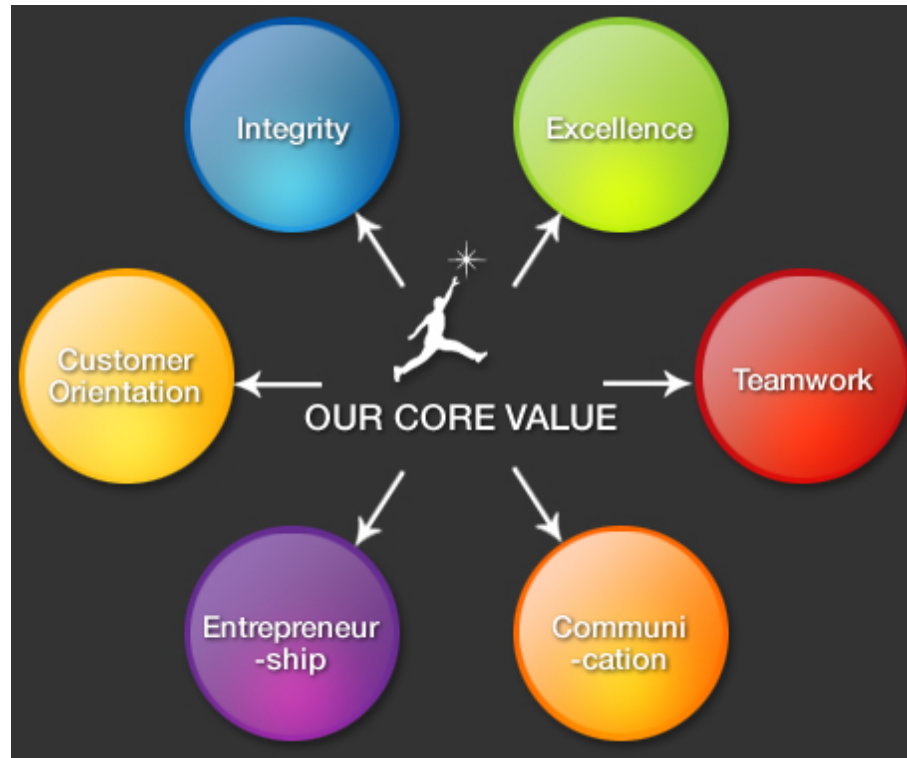 Integrity
Excellence
Customer
Orientation
Teamwork
OUR CORE VALUE
Entrepreneur
-ship
Communi
-cation